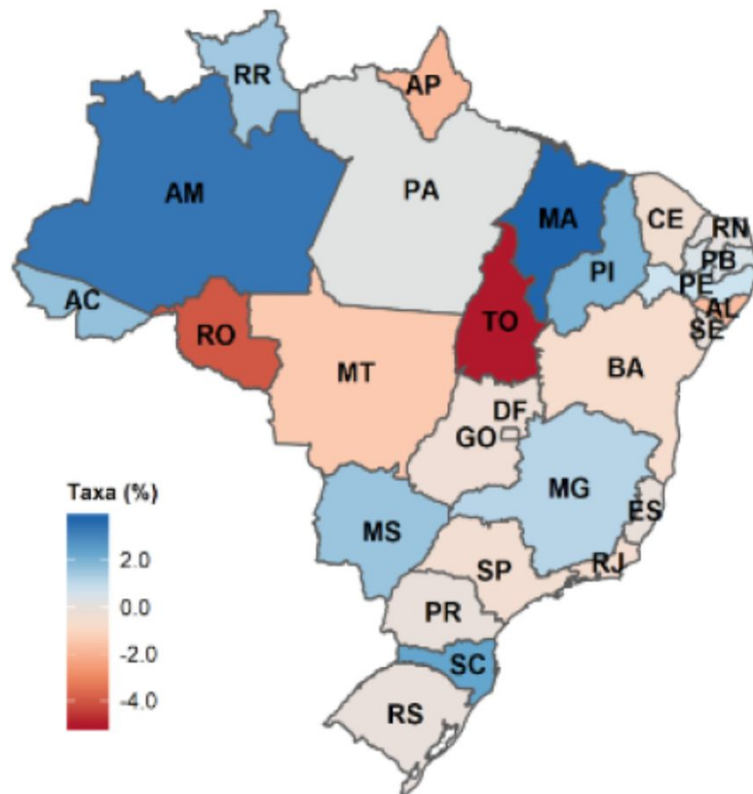 RR
AP
AM
PA
MA
CE
RN
PB
PE
PI
AC
AL
SE
RO
TO
MT
BA
DF
GO
MG
ES
MS
RJ
SP
PR
SC
RS
Taxa (%)
2.0
0.0
-2.0
-4.0